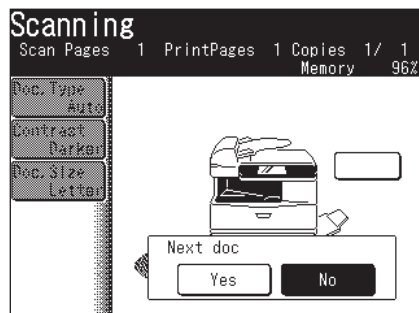 Scanning
Scan Pages 1 PrintPages 1 Copies 1/ 1
Memory 96%
Doc.Type
Auto
Contrast
Darker
Doc.Size
Letter
Next doc
Yes No